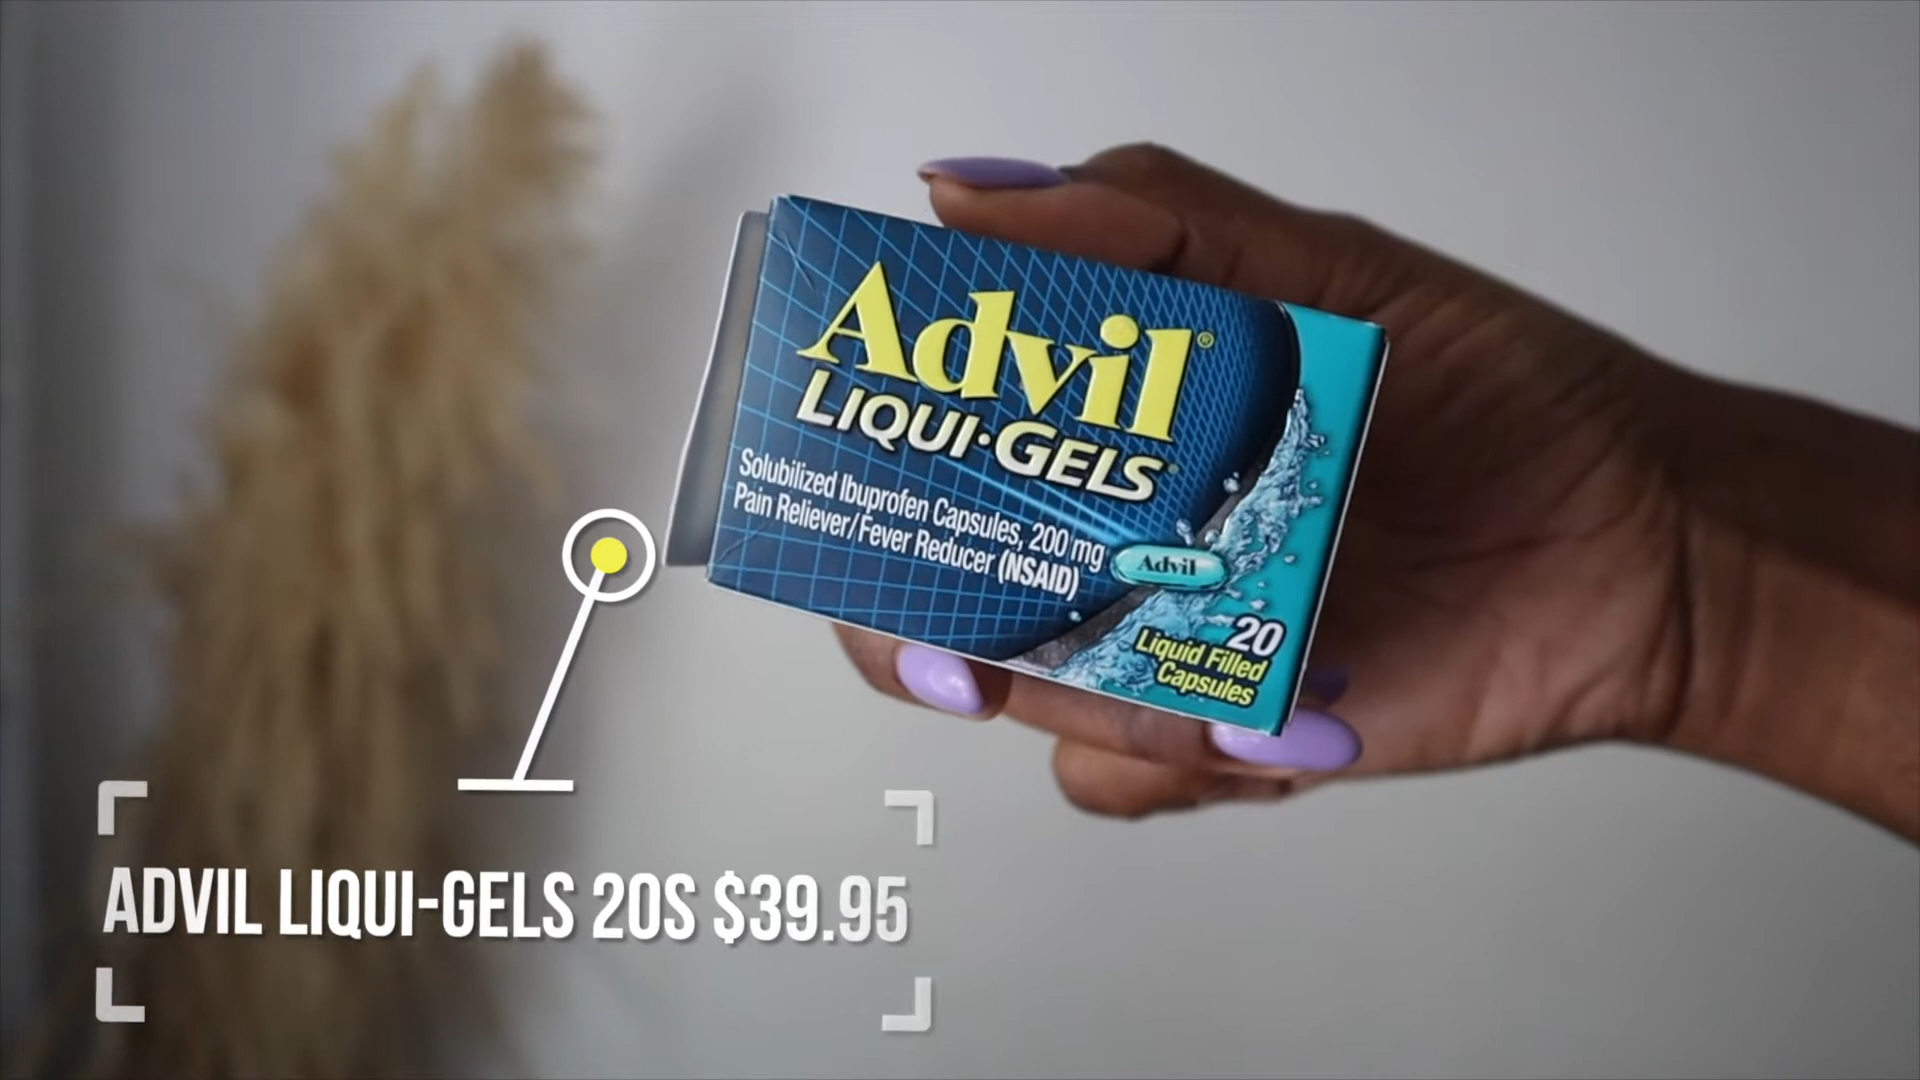 Advil®
LIQUI·GELS®
Solubilized Ibuprofen Capsules, 200 mg
Pain Reliever/Fever Reducer (NSAID)
Advil
20
Liquid Filled
Capsules
ADVIL LIQUI-GELS 20S $39.95